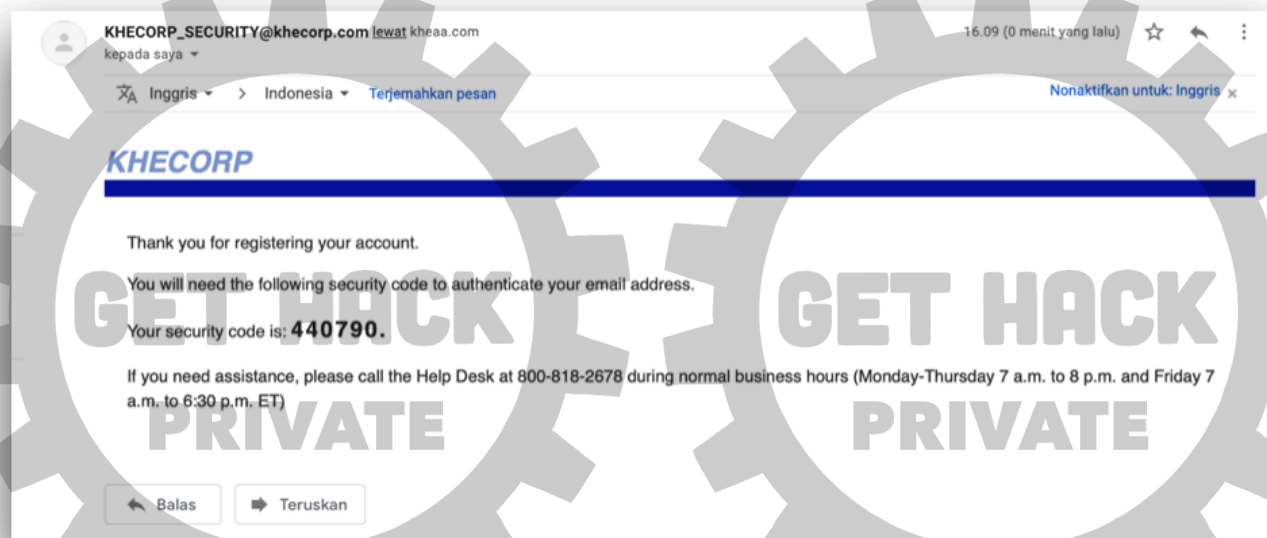 KHECORP_SECURITY@khecorp.com lewat kheaa.com
16.09 (0 menit yang lalu)
kepada saya
Inggris > Indonesia Terjemahkan pesan
Nonaktifkan untuk: Inggris ×
KHECORP
Thank you for registering your account.
You will need the following security code to authenticate your email address.
Your security code is: 440790.
If you need assistance, please call the Help Desk at 800-818-2678 during normal business hours (Monday-Thursday 7 a.m. to 8 p.m. and Friday 7
a.m. to 6:30 p.m. ET)
GET HACK
PRIVATE
GET HACK
PRIVATE
Balas
Teruskan